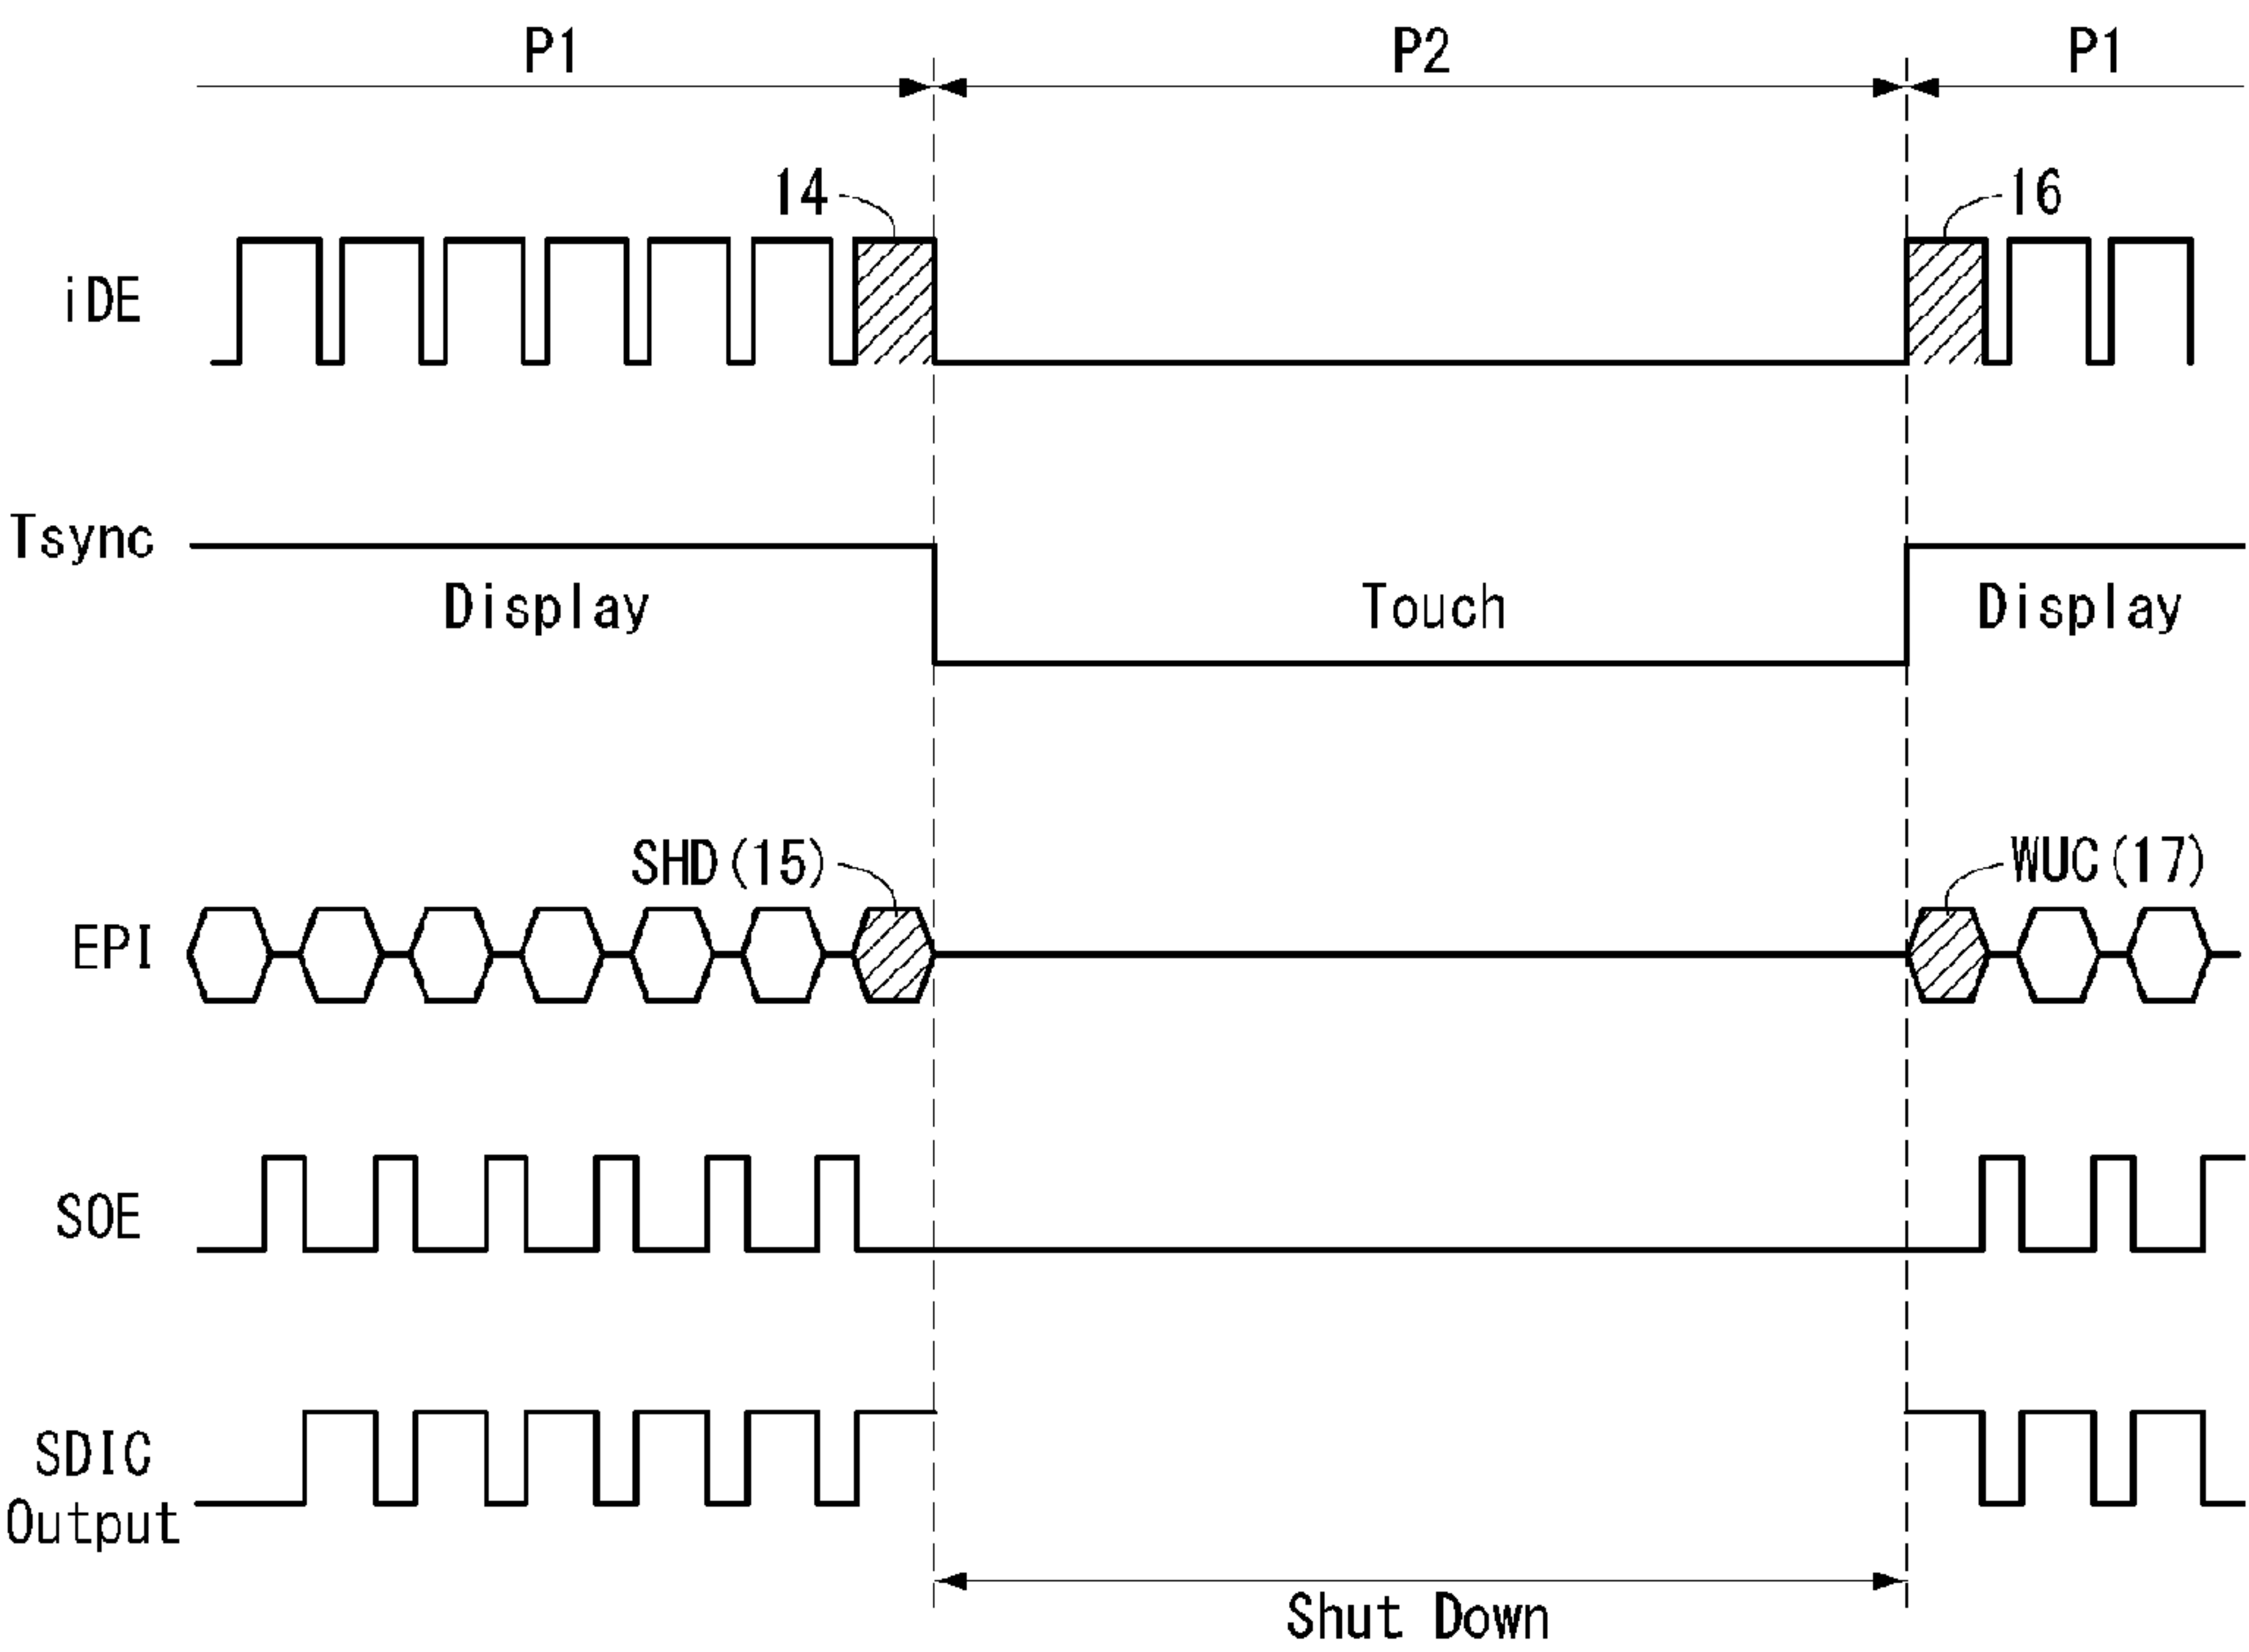 P1 P2 P1
14 16
iDE
Tsync
Display Touch Display
SHD(15) WUC(17)
EPI
SOE
SDIC
Output
Shut Down